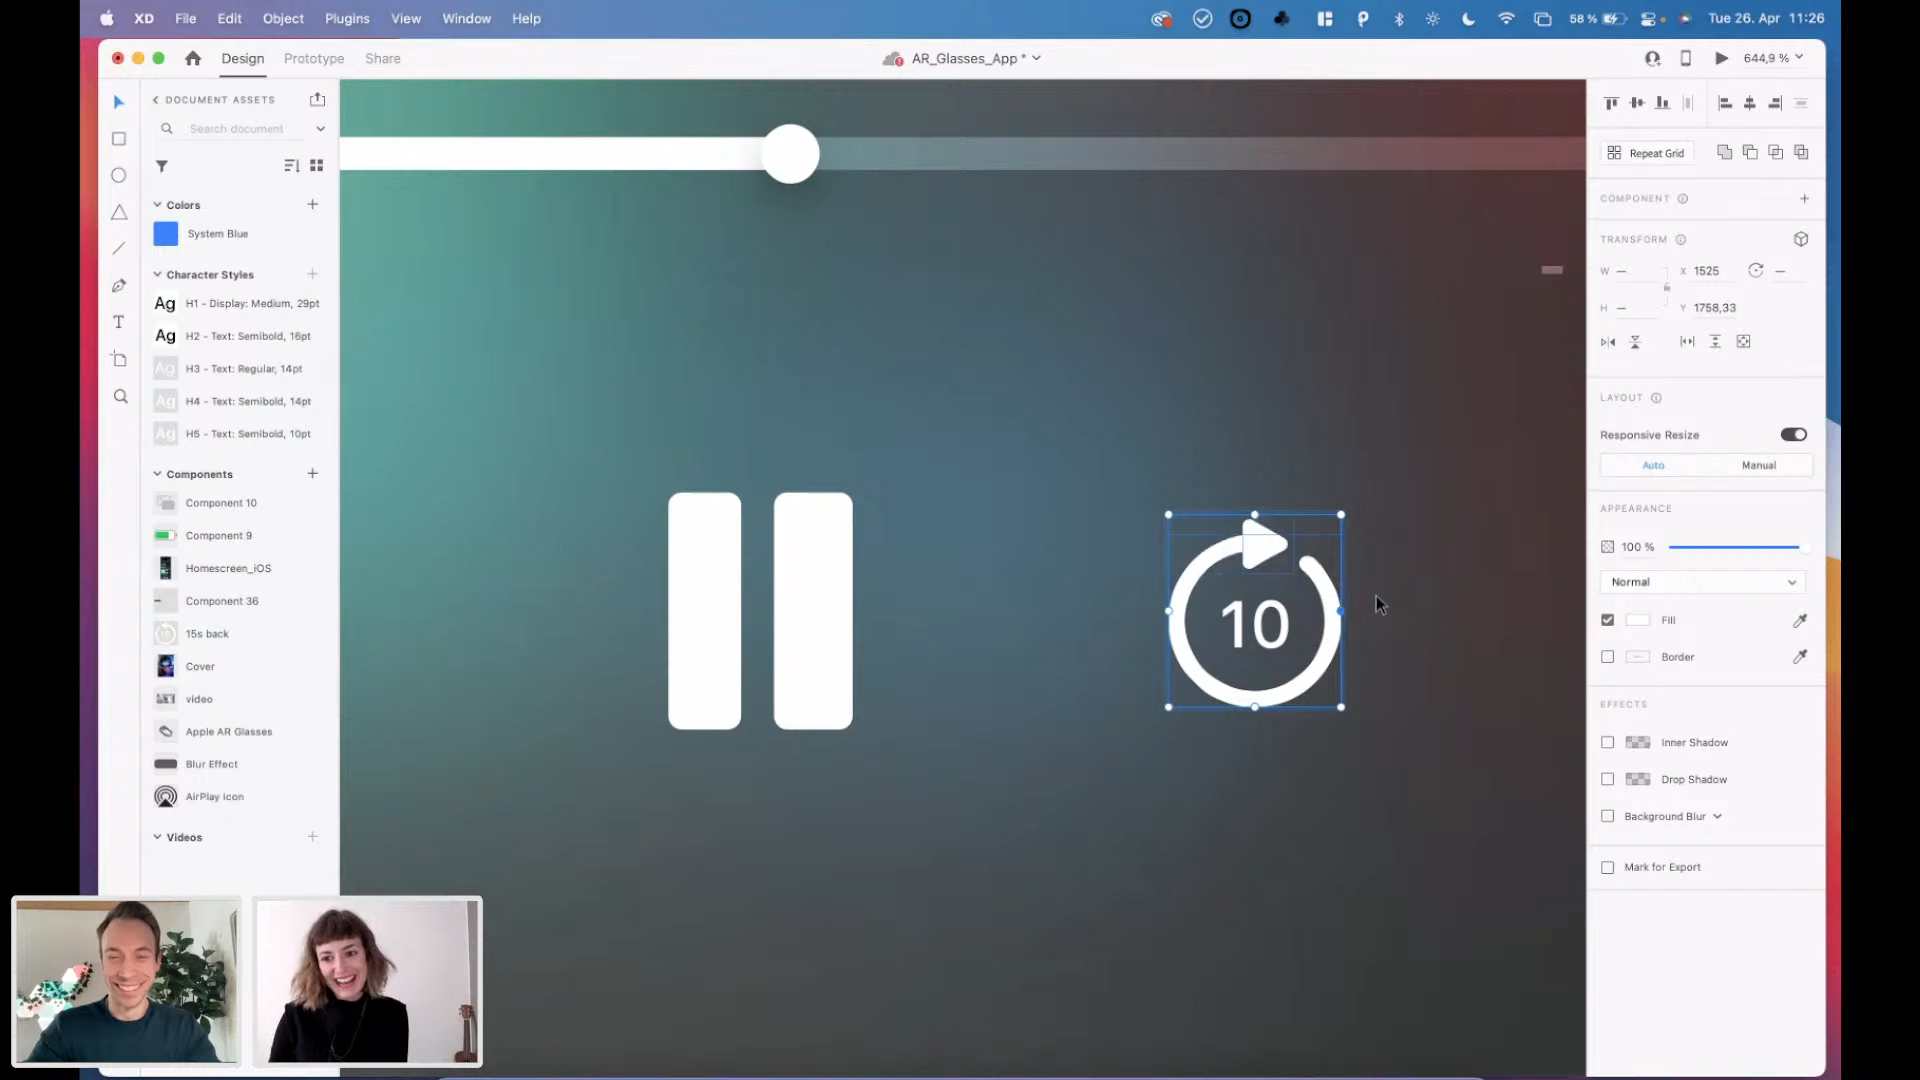 XD File Edit Object Plugins View Window Help
58 % Tue 26. Apr 11:26
Design Prototype Share
AR_Glasses_App *
644,9 %
DOCUMENT ASSETS
Search document
Colors
System Blue
Character Styles
Ag H1 - Display: Medium, 29pt
Ag H2 - Text: Semibold, 16pt
Ag H3 - Text: Regular, 14pt
Ag H4 - Text: Semibold, 14pt
Ag H5 - Text: Semibold, 10pt
Components
Component 10
Component 9
Homescreen_iOS
Component 36
15s back
Cover
video
Apple AR Glasses
Blur Effect
AirPlay Icon
Videos
10
Repeat Grid
COMPONENT
TRANSFORM
W – X 1525 –
H – Y 1758,33
LAYOUT
Responsive Resize
Auto Manual
APPEARANCE
100 %
Normal
Fill
Border
EFFECTS
Inner Shadow
Drop Shadow
Background Blur
Mark for Export